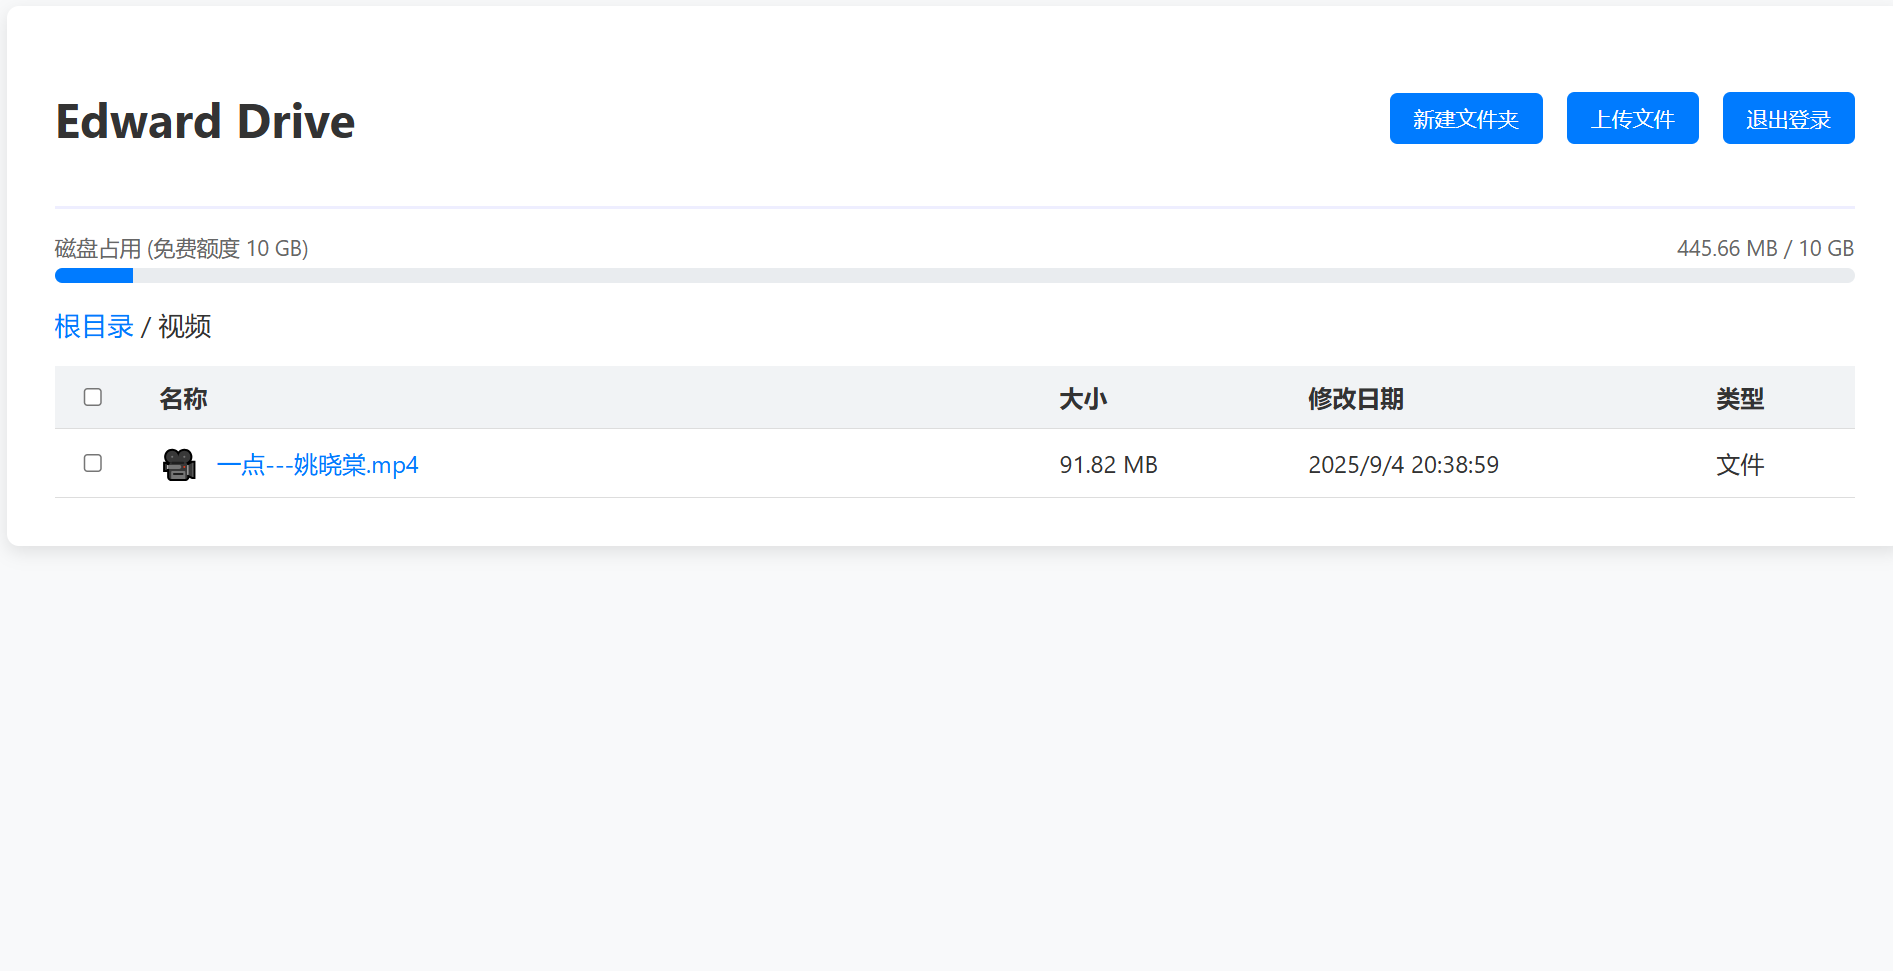 Edward Drive
新建文件夹 上传文件 退出登录
磁盘占用 (免费额度 10 GB) 445.66 MB / 10 GB
根目录 / 视频
名称 大小 修改日期 类型
一点---姚晓棠.mp4 91.82 MB 2025/9/4 20:38:59 文件